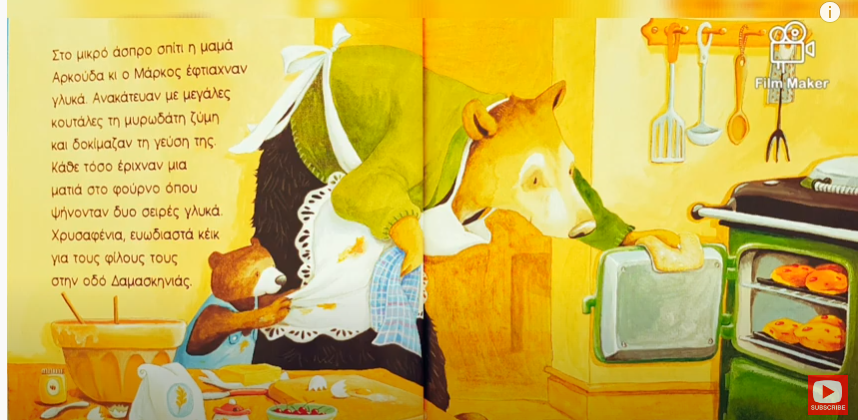 Στο μικρό άσπρο σπίτι η μαμά
Αρκούδα κι ο Μάρκος έφτιαχναν
γλυκά. Ανακάτευαν με μεγάλες
κουτάλες τη μυρωδάτη ζύμη
και δοκίμαζαν τη γεύση της.
Κάθε τόσο έριχναν μια
ματιά στο φούρνο όπου
ψήνονταν δυο σειρές γλυκά.
Χρυσαφένια, ευωδιαστά κέικ
για τους φίλους τους
στην οδό Δαμασκηνιάς.
Film Maker
SUBSCRIBE